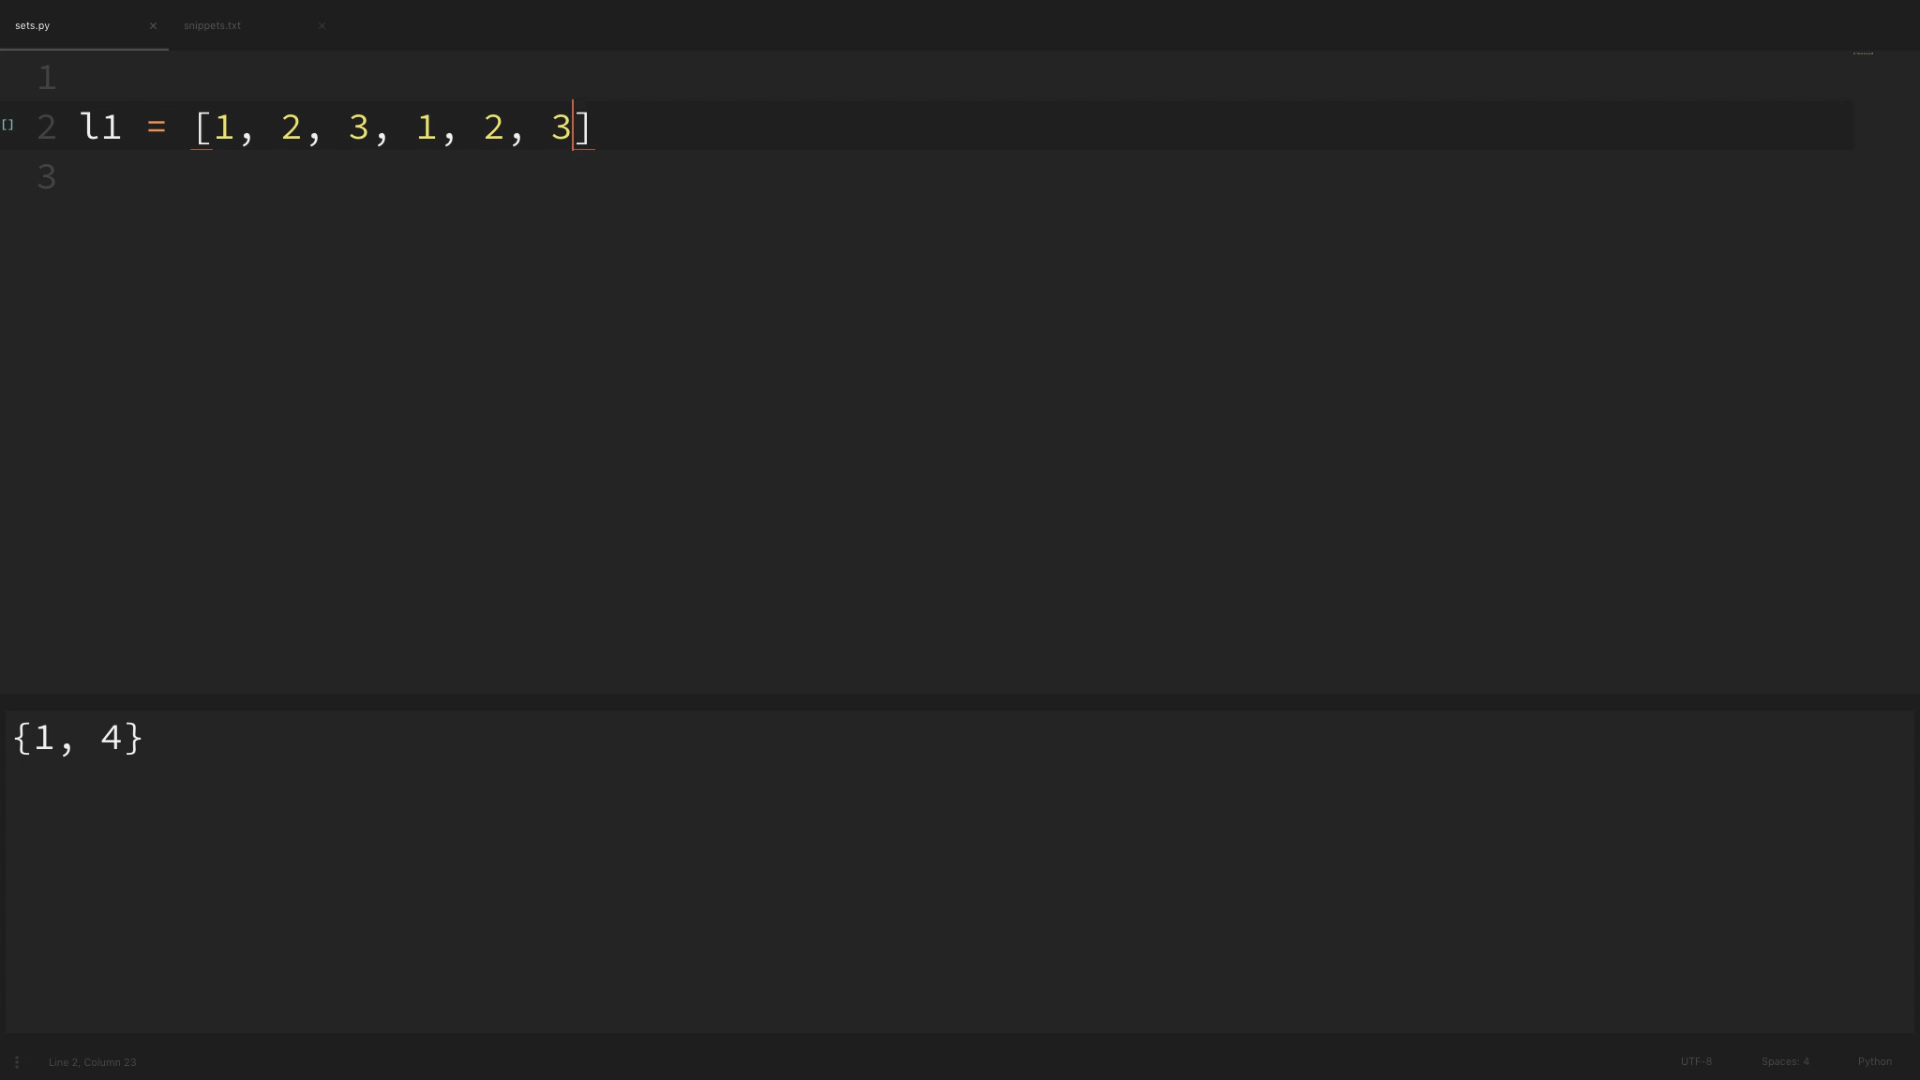 sets.py × snippets.txt ×
1
2 l1 = [1, 2, 3, 1, 2, 3]
3
{1, 4}
Line 2, Column 23 UTF-8 Spaces: 4 Python